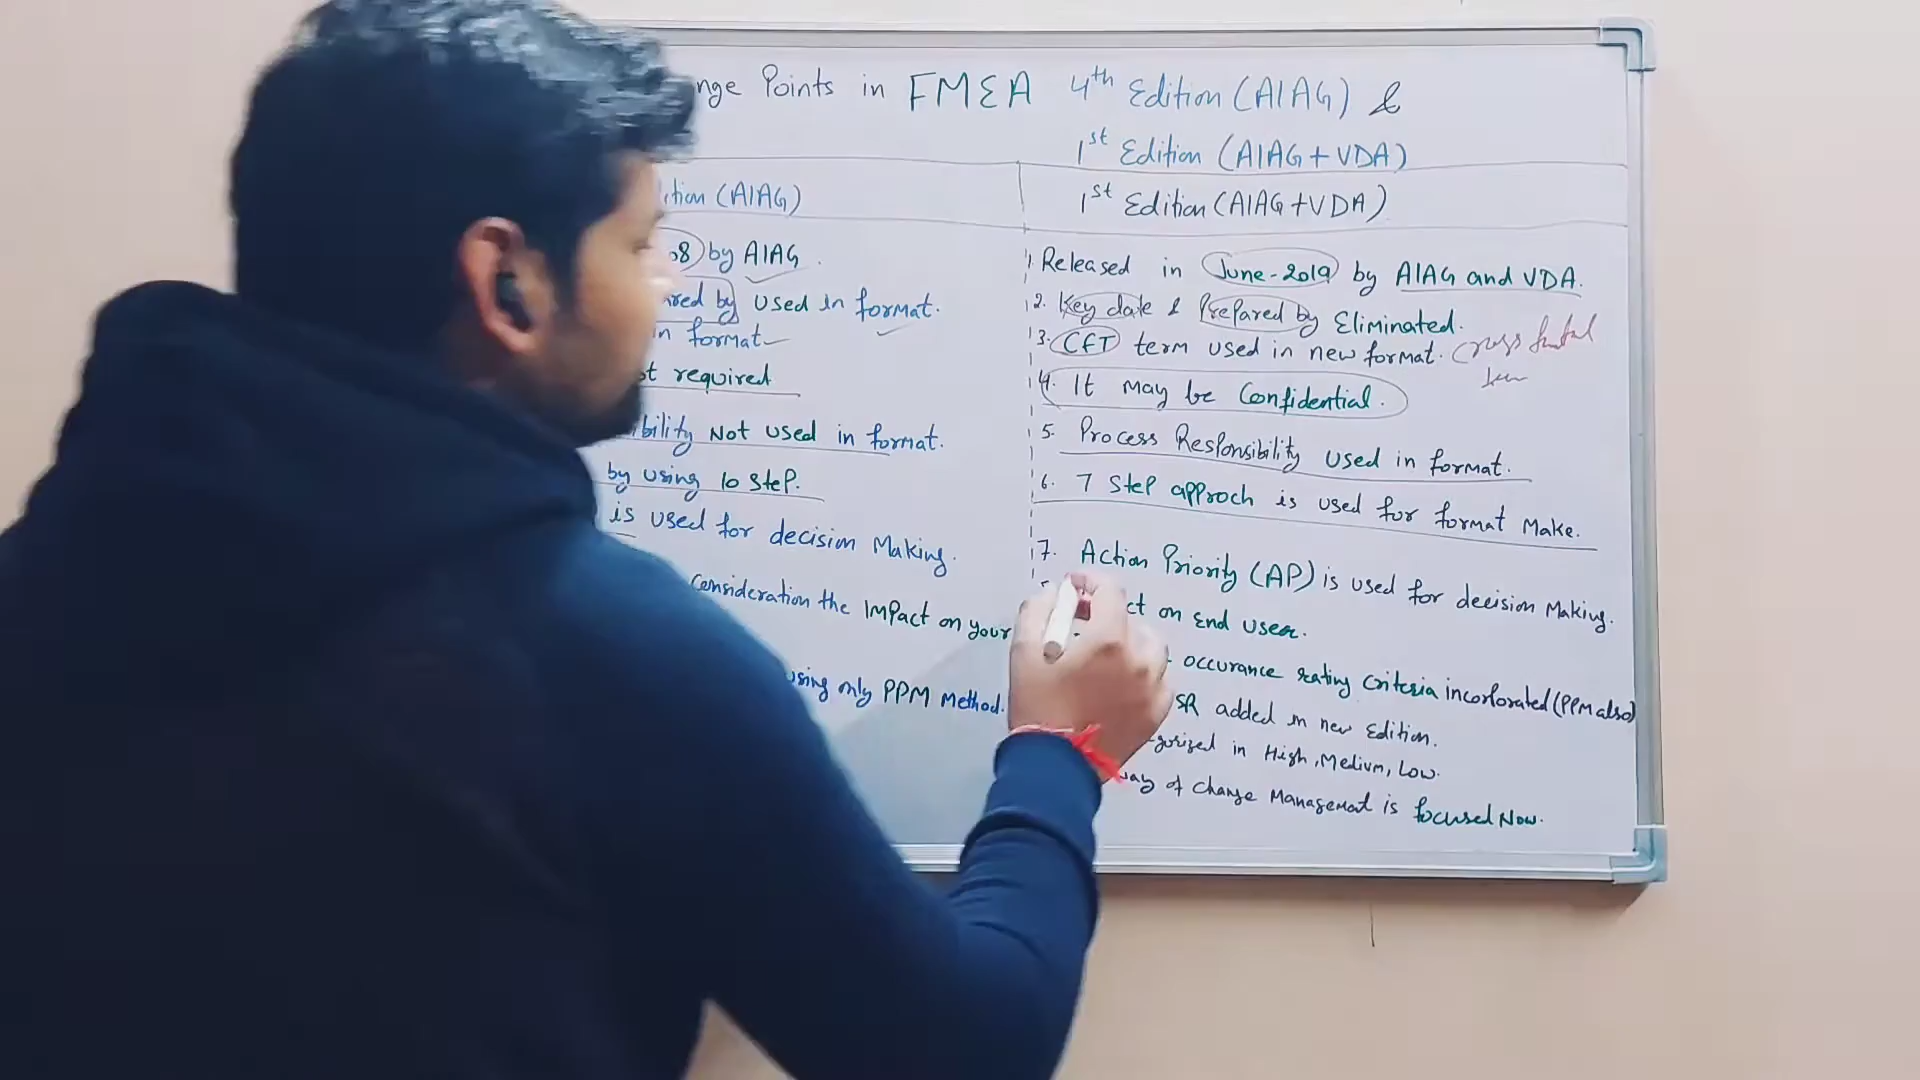 nge Points in FMEA 4th Edition (AIAG) &
1st Edition (AIAG + VDA)
ition (AIAG)
08) by AIAG.
ared by used in format.
in format
t required
ibility Not used in format.
by using 10 Step.
is used for decision Making.
Consideration the Impact on your
using only PPM Method.
1st Edition (AIAG+VDA)
1. Released in June-2019 by AIAG and VDA.
2. Key date & Prepared by Eliminated.
3. CFT term used in new format. Cross
4. It May be Confidential.
5. Process Responsibility used in format.
6. 7 Step approch is used for format Make.
7. Action Priority (AP) is used for decision Making.
ct on End User.
occurance rating Criteria incorporated (PPM also)
SR added in new Edition.
gorized in High, Medium, Low.
way of change Management is focused Now.